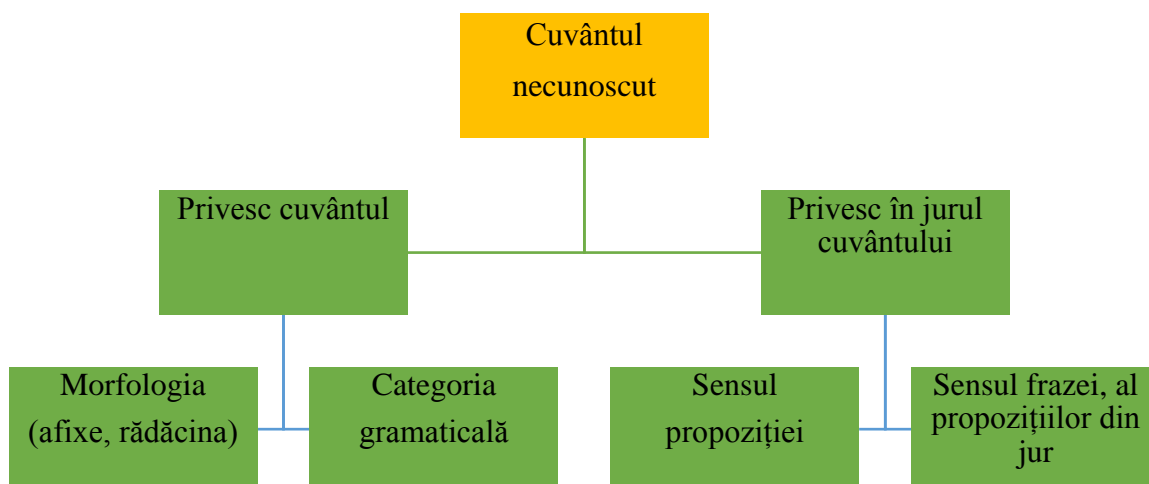 Cuvântul
necunoscut
Privesc cuvântul
Privesc în jurul
cuvântului
Morfologia
(afixe, rădăcina)
Categoria
gramaticală
Sensul
propoziției
Sensul frazei, al
propozițiilor din
jur